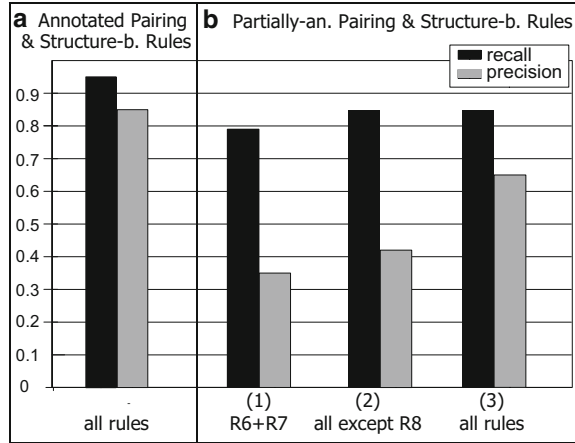 a Annotated Pairing
& Structure-b. Rules
b Partially-an. Pairing & Structure-b. Rules
recall
precision
0.9
0.8
0.7
0.6
0.5
0.4
0.3
0.2
0.1
0
all rules
(1)
R6+R7
(2)
all except R8
(3)
all rules